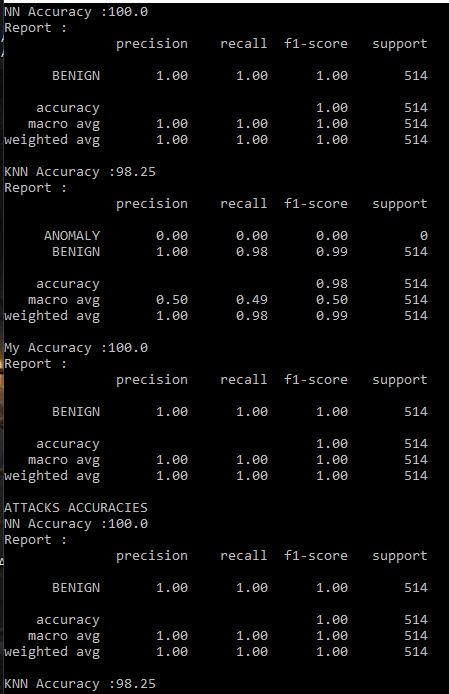 NN Accuracy :100.0
Report :
precision recall f1-score support
BENIGN 1.00 1.00 1.00 514
accuracy 1.00 514
macro avg 1.00 1.00 1.00 514
weighted avg 1.00 1.00 1.00 514
KNN Accuracy :98.25
Report :
precision recall f1-score support
ANOMALY 0.00 0.00 0.00 0
BENIGN 1.00 0.98 0.99 514
accuracy 0.98 514
macro avg 0.50 0.49 0.50 514
weighted avg 1.00 0.98 0.99 514
My Accuracy :100.0
Report :
precision recall f1-score support
BENIGN 1.00 1.00 1.00 514
accuracy 1.00 514
macro avg 1.00 1.00 1.00 514
weighted avg 1.00 1.00 1.00 514
ATTACKS ACCURACIES
NN Accuracy :100.0
Report :
precision recall f1-score support
BENIGN 1.00 1.00 1.00 514
accuracy 1.00 514
macro avg 1.00 1.00 1.00 514
weighted avg 1.00 1.00 1.00 514
KNN Accuracy :98.25